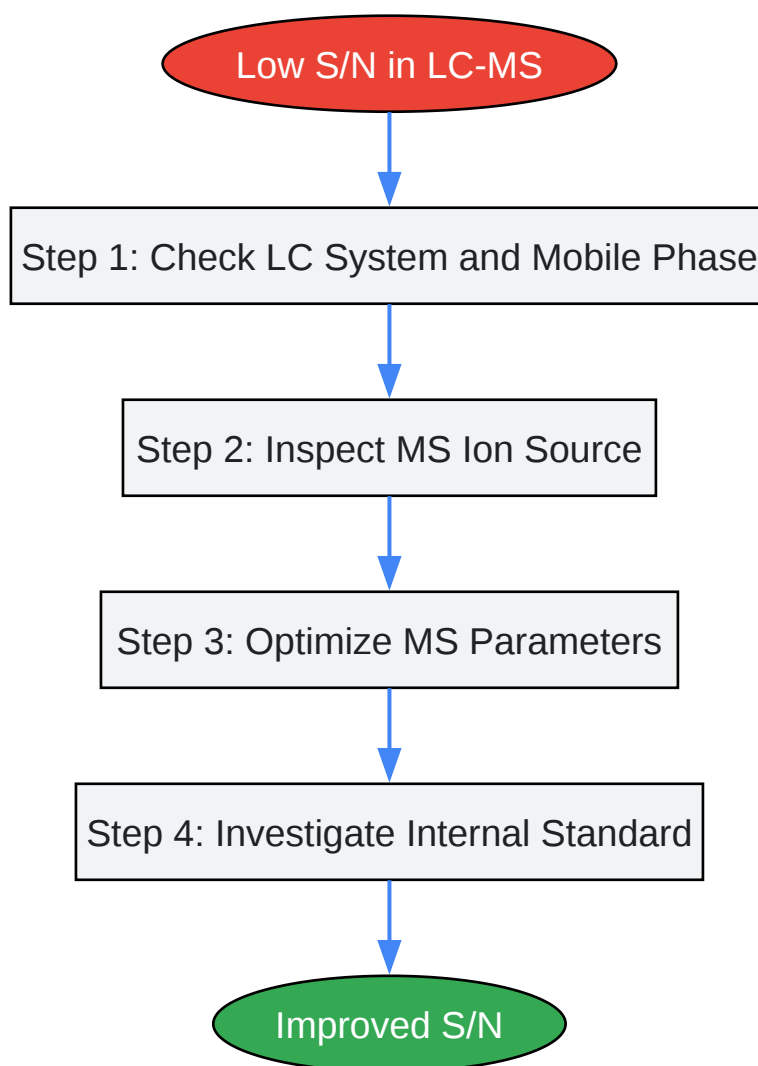 Low S/N in LC-MS
Step 1: Check LC System and Mobile Phase
Step 2: Inspect MS Ion Source
Step 3: Optimize MS Parameters
Step 4: Investigate Internal Standard
Improved S/N